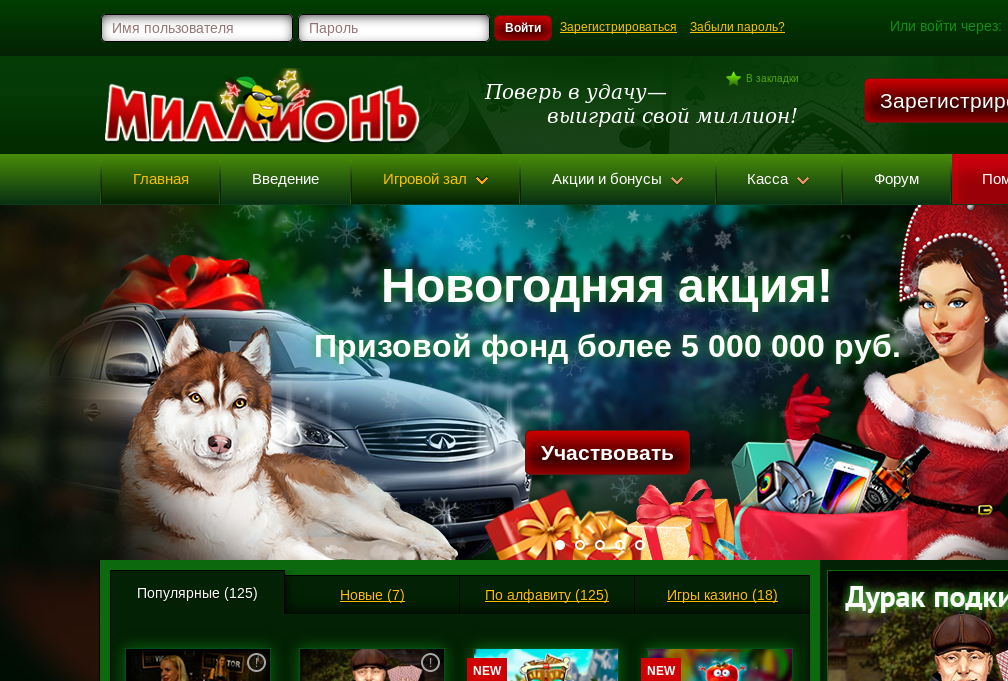 Имя пользователя
Пароль
Войти
Зарегистрироваться
Забыли пароль?
Или войти через:
МиллионЪ
Поверь в удачу—
выиграй свой миллион!
В закладки
Зарегистрир
Главная
Введение
Игровой зал
Акции и бонусы
Касса
Форум
Пом
Новогодняя акция!
Призовой фонд более 5 000 000 руб.
Участвовать
Популярные (125)
Новые (7)
По алфавиту (125)
Игры казино (18)
Дурак подки
NEW
NEW